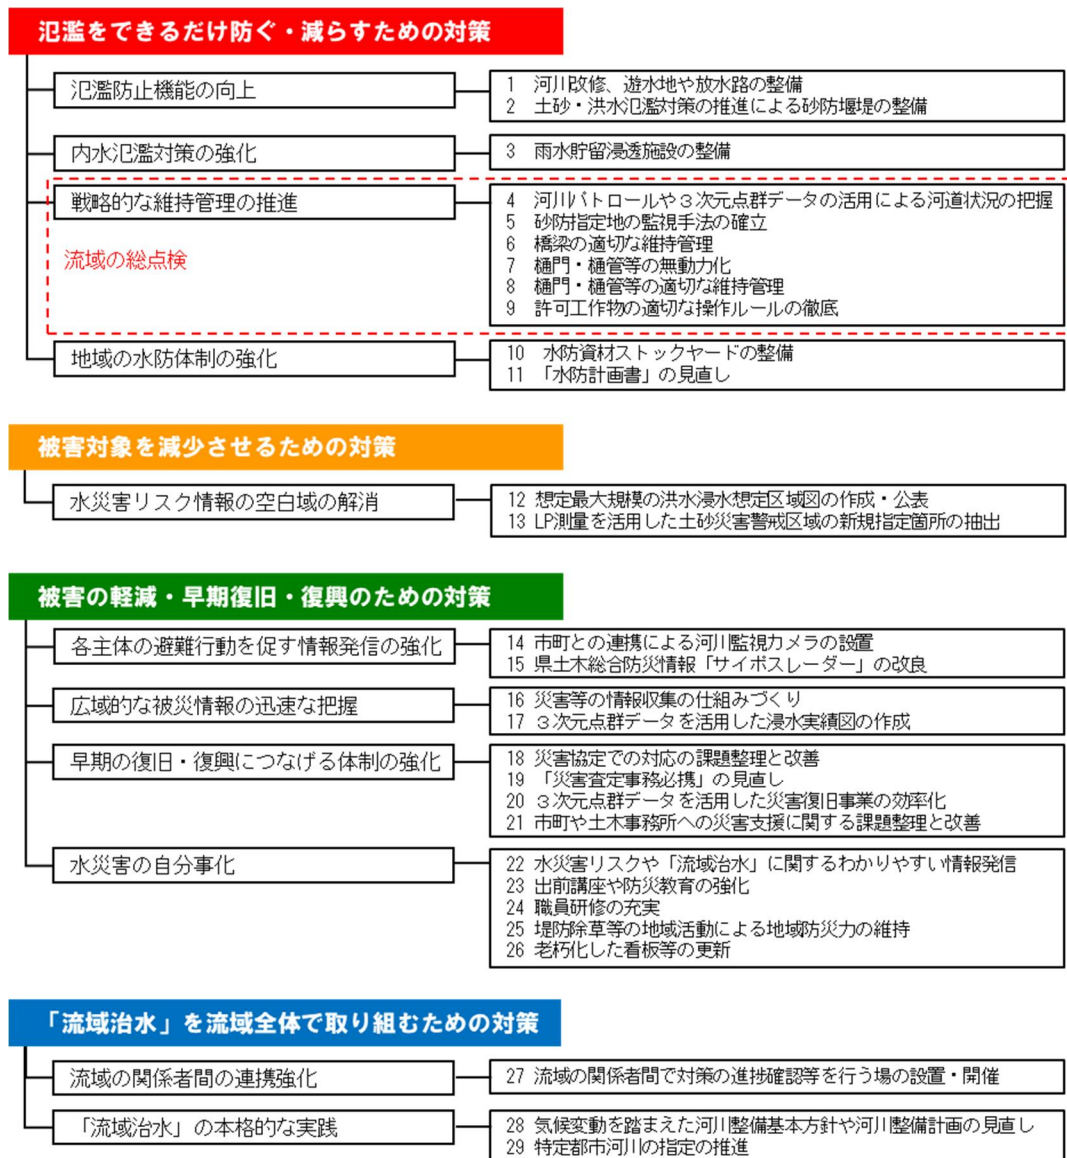 氾濫をできるだけ防ぐ・減らすための対策
氾濫防止機能の向上
1 河川改修、遊水地や放水路の整備
2 土砂・洪水氾濫対策の推進による砂防堰堤の整備
内水氾濫対策の強化
3 雨水貯留浸透施設の整備
戦略的な維持管理の推進
流域の総点検
4 河川パトロールや3次元点群データの活用による河道状況の把握
5 砂防指定地の監視手法の確立
6 橋梁の適切な維持管理
7 樋門・樋管等の無動力化
8 樋門・樋管等の適切な維持管理
9 許可工作物の適切な操作ルールの徹底
地域の水防体制の強化
10 水防資材ストックヤードの整備
11 「水防計画書」の見直し
被害対象を減少させるための対策
水災害リスク情報の空白域の解消
12 想定最大規模の洪水浸水想定区域図の作成・公表
13 LP測量を活用した土砂災害警戒区域の新規指定箇所の抽出
被害の軽減・早期復旧・復興のための対策
各主体の避難行動を促す情報発信の強化
14 市町との連携による河川監視カメラの設置
15 県土木総合防災情報「サイポスレーダー」の改良
広域的な被災情報の迅速な把握
16 災害等の情報収集の仕組みづくり
17 3次元点群データを活用した浸水実績図の作成
早期の復旧・復興につなげる体制の強化
18 災害協定での対応の課題整理と改善
19 「災害査定事務必携」の見直し
20 3次元点群データを活用した災害復旧事業の効率化
21 市町や土木事務所への災害支援に関する課題整理と改善
水災害の自分事化
22 水災害リスクや「流域治水」に関するわかりやすい情報発信
23 出前講座や防災教育の強化
24 職員研修の充実
25 堤防除草等の地域活動による地域防災力の維持
26 老朽化した看板等の更新
「流域治水」を流域全体で取り組むための対策
流域の関係者間の連携強化
27 流域の関係者間で対策の進捗確認等を行う場の設置・開催
「流域治水」の本格的な実践
28 気候変動を踏まえた河川整備基本方針や河川整備計画の見直し
29 特定都市河川の指定の推進